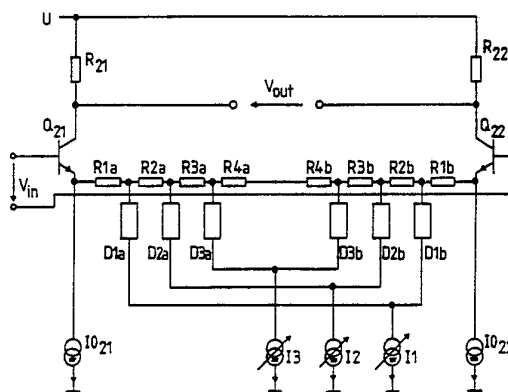 U
R21 R22
Vout
Q21 Q22
R1a R2a R3a R4a R4b R3b R2b R1b
Vin
D1a D2a D3a D3b D2b D1b
I021 I3 I2 I1 I022